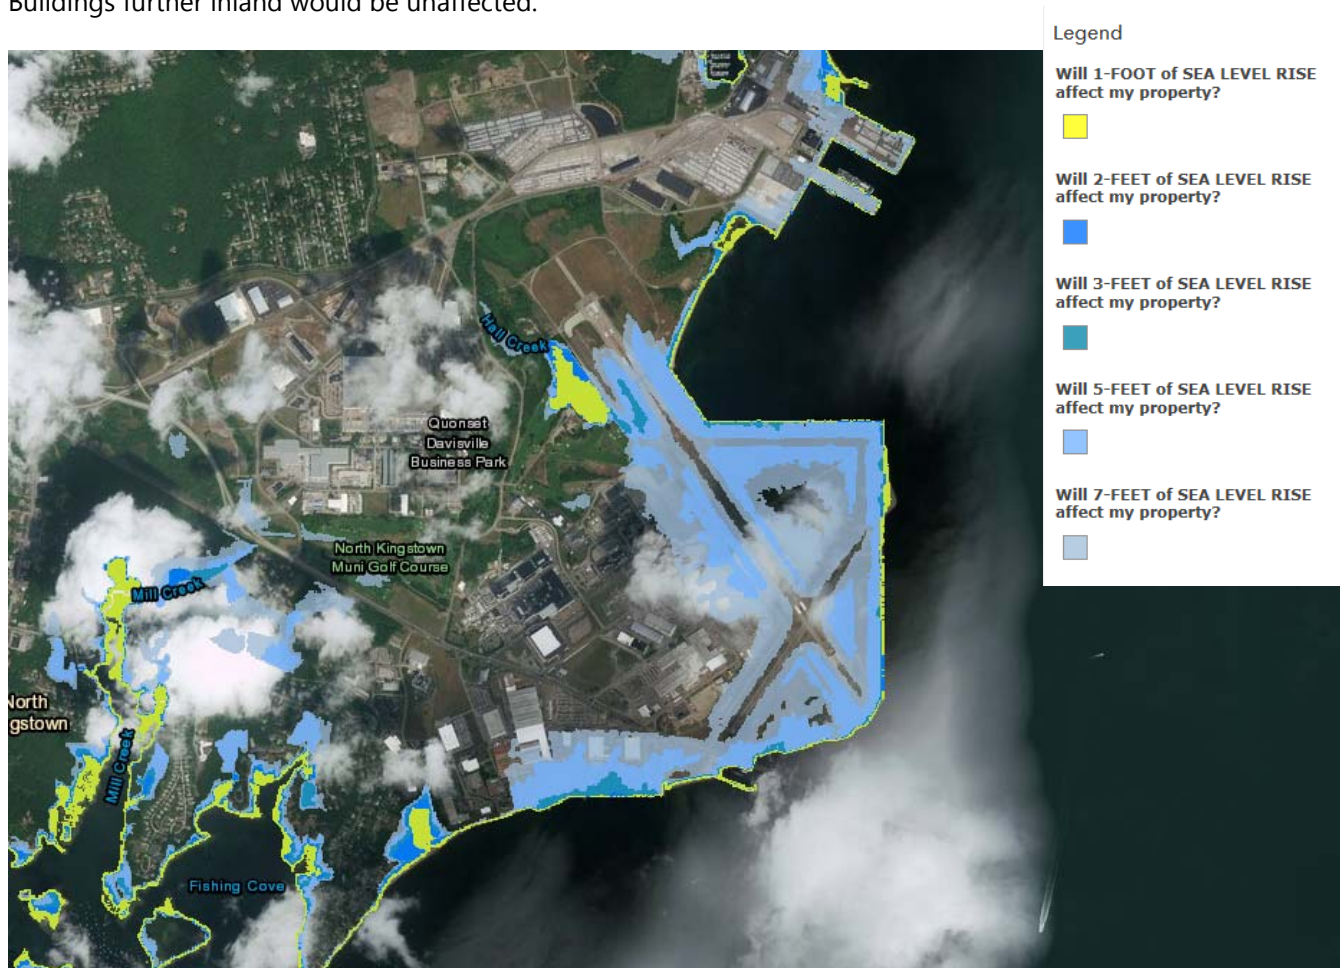 Buildings further inland would be unaffected.
Legend
Will 1-FOOT of SEA LEVEL RISE
affect my property?
Will 2-FEET of SEA LEVEL RISE
affect my property?
Will 3-FEET of SEA LEVEL RISE
affect my property?
Will 5-FEET of SEA LEVEL RISE
affect my property?
Will 7-FEET of SEA LEVEL RISE
affect my property?
Hall Creek
Quonset
Davisville
Business Park
North Kingstown
Muni Golf Course
Mill Creek
North
gstown
Mill Creek
Fishing Cove